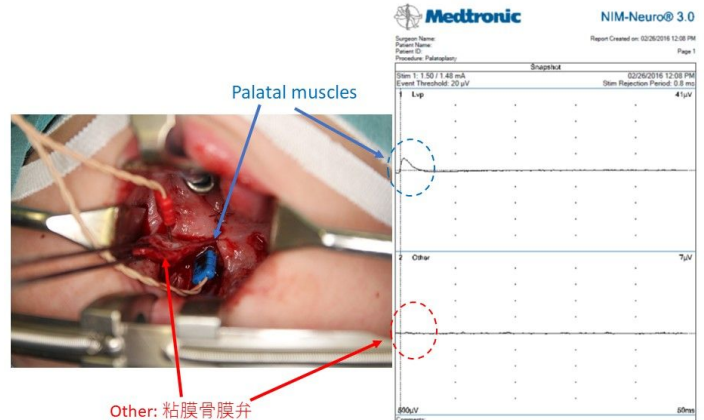 Medtronic
NIM-Neuro® 3.0
Surgeon Name:
Patient Name:
Patient ID:
Procedure: Palatoplasty
Report Created on: 02/26/2016 12:08 PM
Page 1
Snapshot
Stim 1: 1.50 / 1.48 mA
02/26/2016 12:08 PM
Event Threshold: 20 µV
Stim Rejection Period: 0.8 ms
1 Lvp
41µV
Palatal muscles
2 Other
7µV
Other: 粘膜骨膜弁
500µV
50ms
Comments: